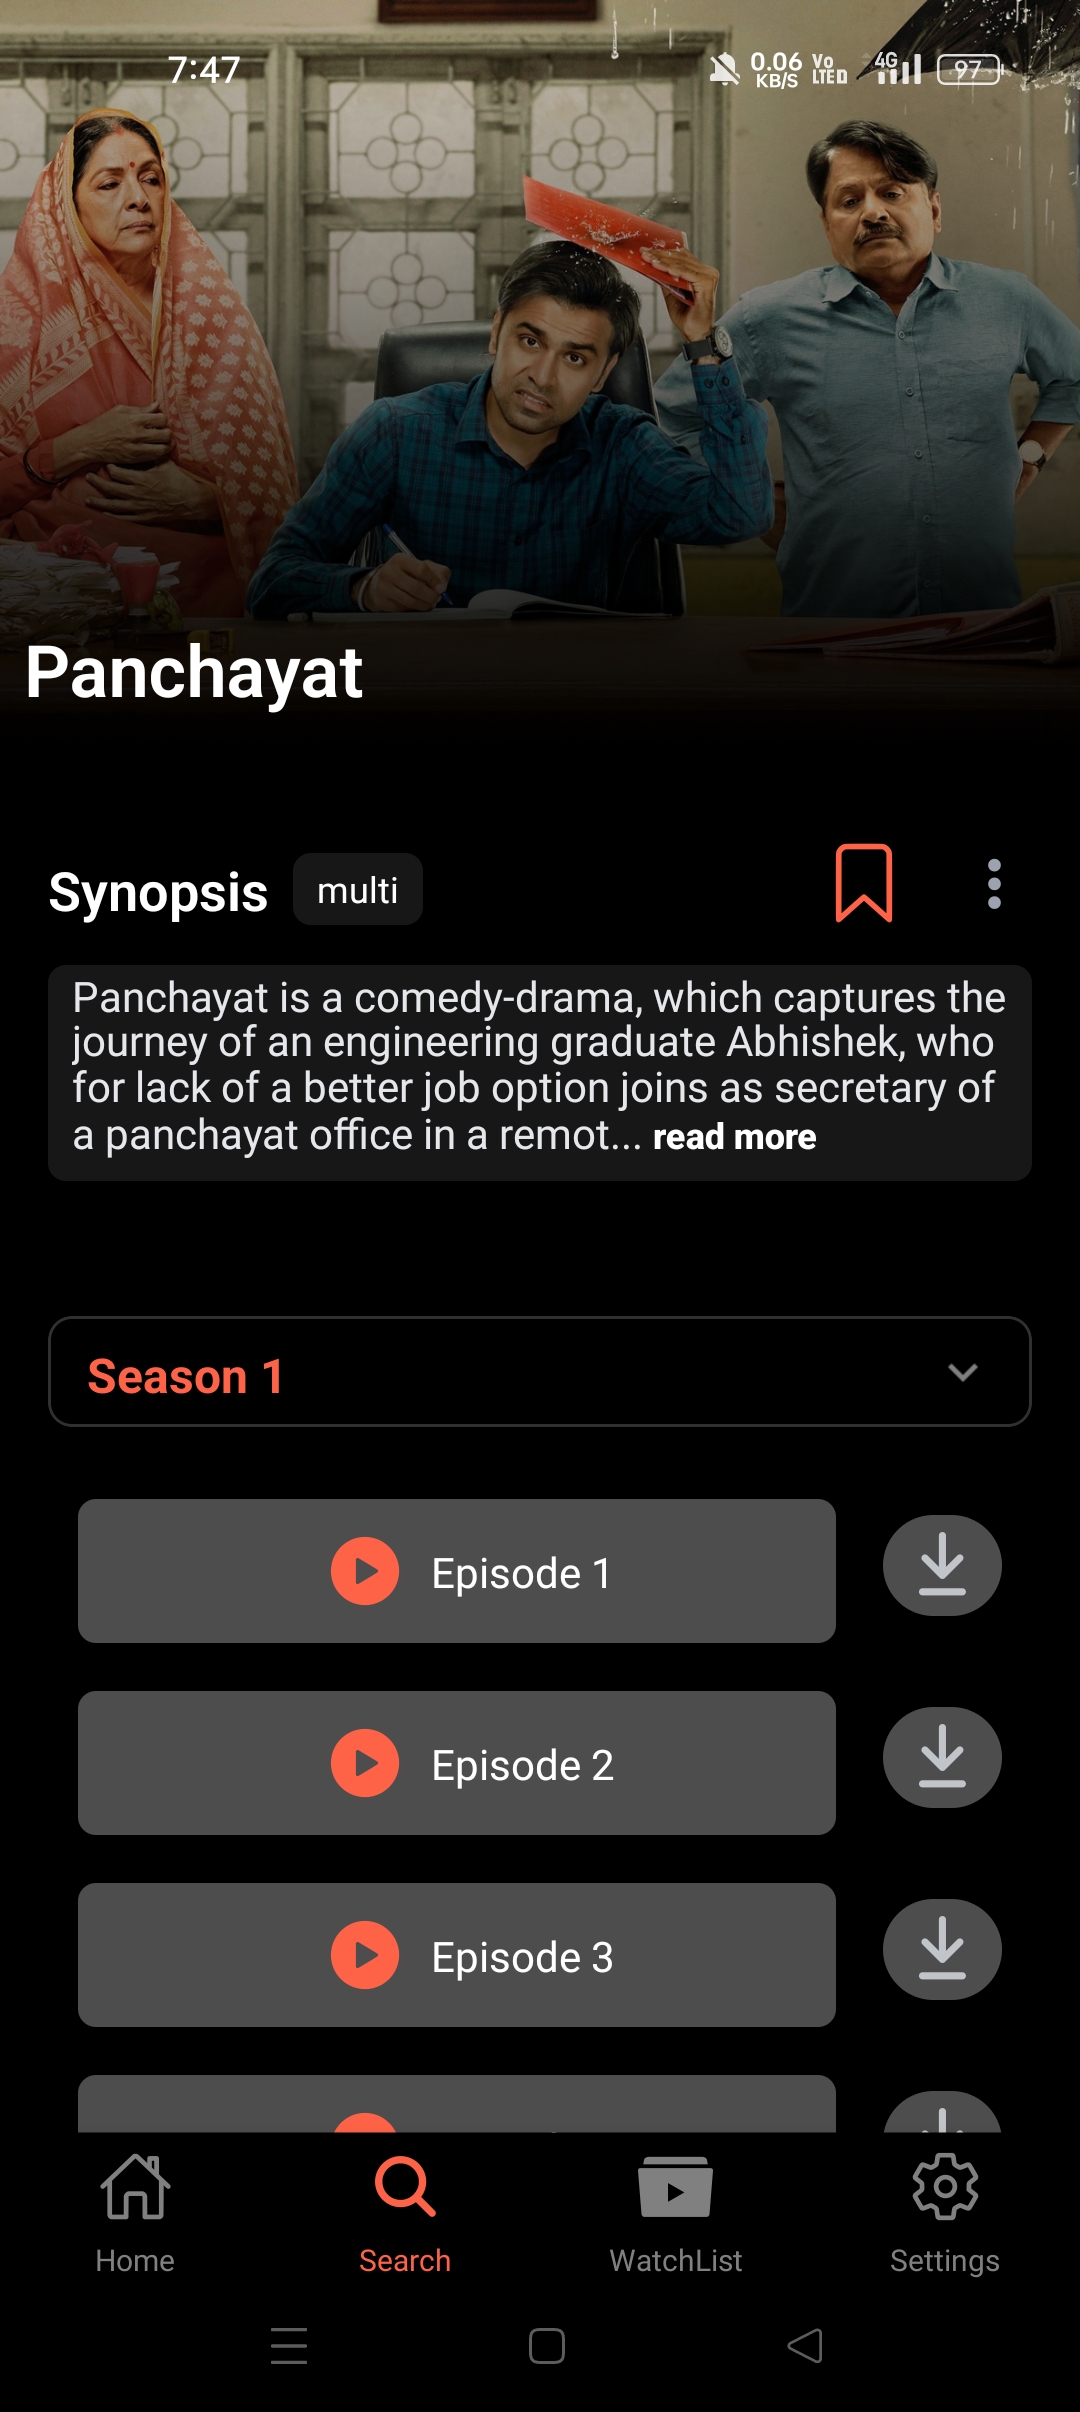 7:47
0.06 KB/S Vo LTE D 4G 97
Panchayat
Synopsis multi
Panchayat is a comedy-drama, which captures the
journey of an engineering graduate Abhishek, who
for lack of a better job option joins as secretary of
a panchayat office in a remot... read more
Season 1
Episode 1
Episode 2
Episode 3
Home Search WatchList Settings